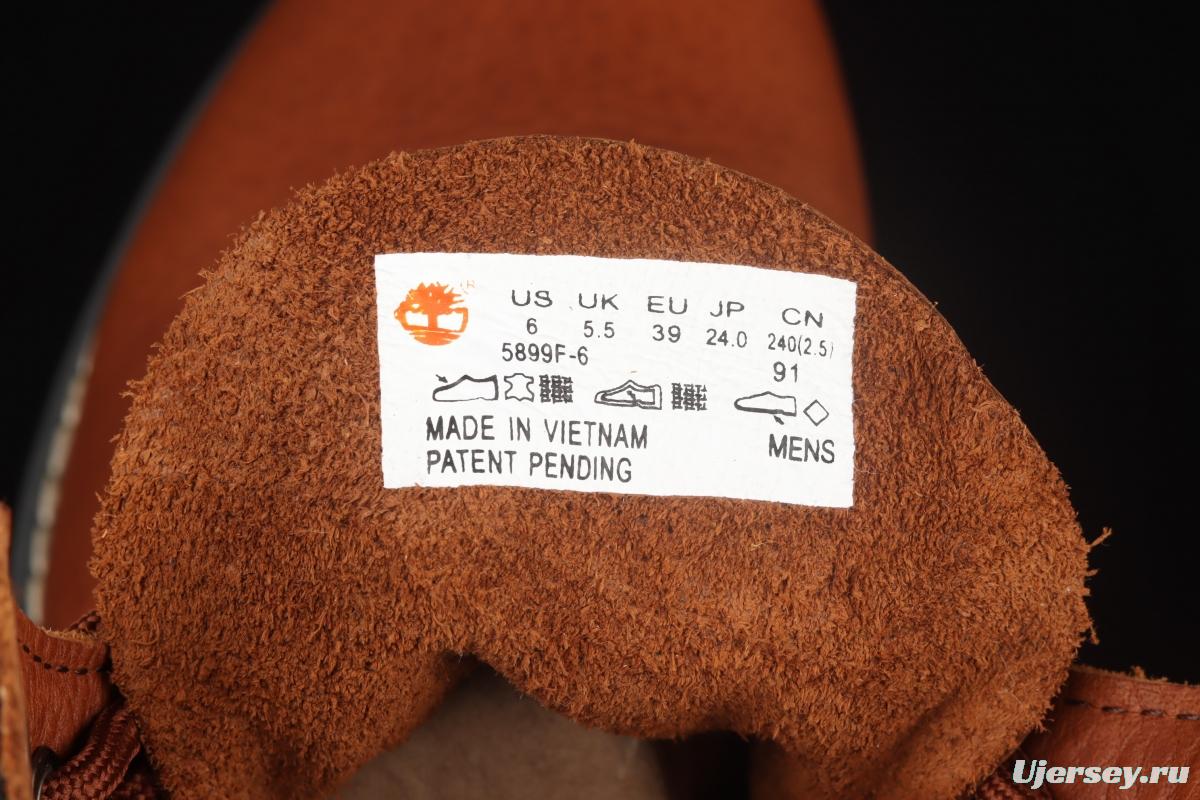 US UK EU JP CN
6 5.5 39 24.0 240(2.5)
5899F-6 91
MADE IN VIETNAM MENS
PATENT PENDING
Ujersey.ru